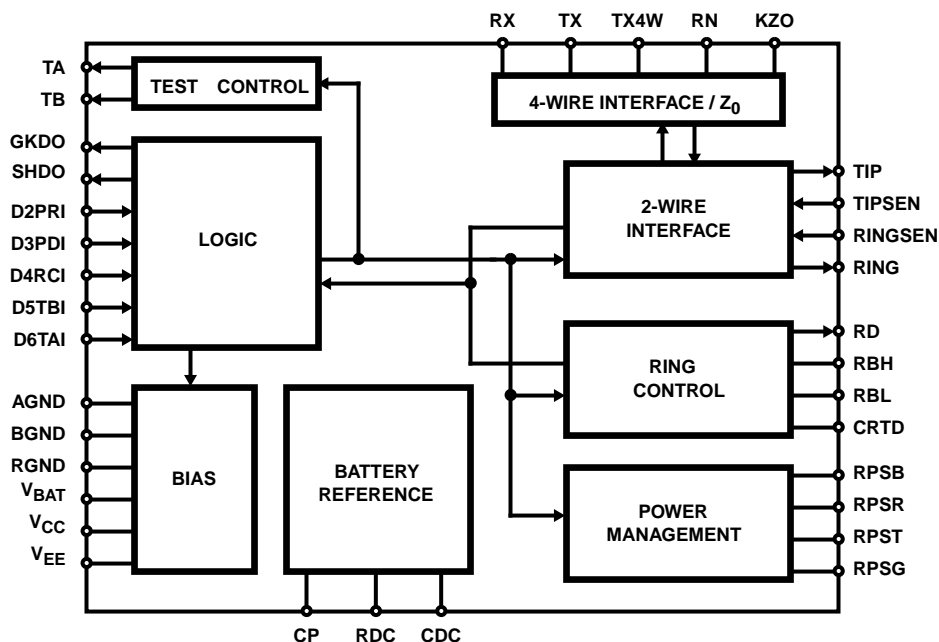 RX TX TX4W RN KZO
TA
TB
TEST CONTROL
4-WIRE INTERFACE / Z0
GKDO
SHDO
D2PRI
D3PDI
D4RCI
D5TBI
D6TAI
LOGIC
2-WIRE
INTERFACE
TIP
TIPSEN
RINGSEN
RING
RING
CONTROL
RD
RBH
RBL
CRTD
AGND
BGND
RGND
VBAT
VCC
VEE
BIAS
BATTERY
REFERENCE
POWER
MANAGEMENT
RPSB
RPSR
RPST
RPSG
CP RDC CDC